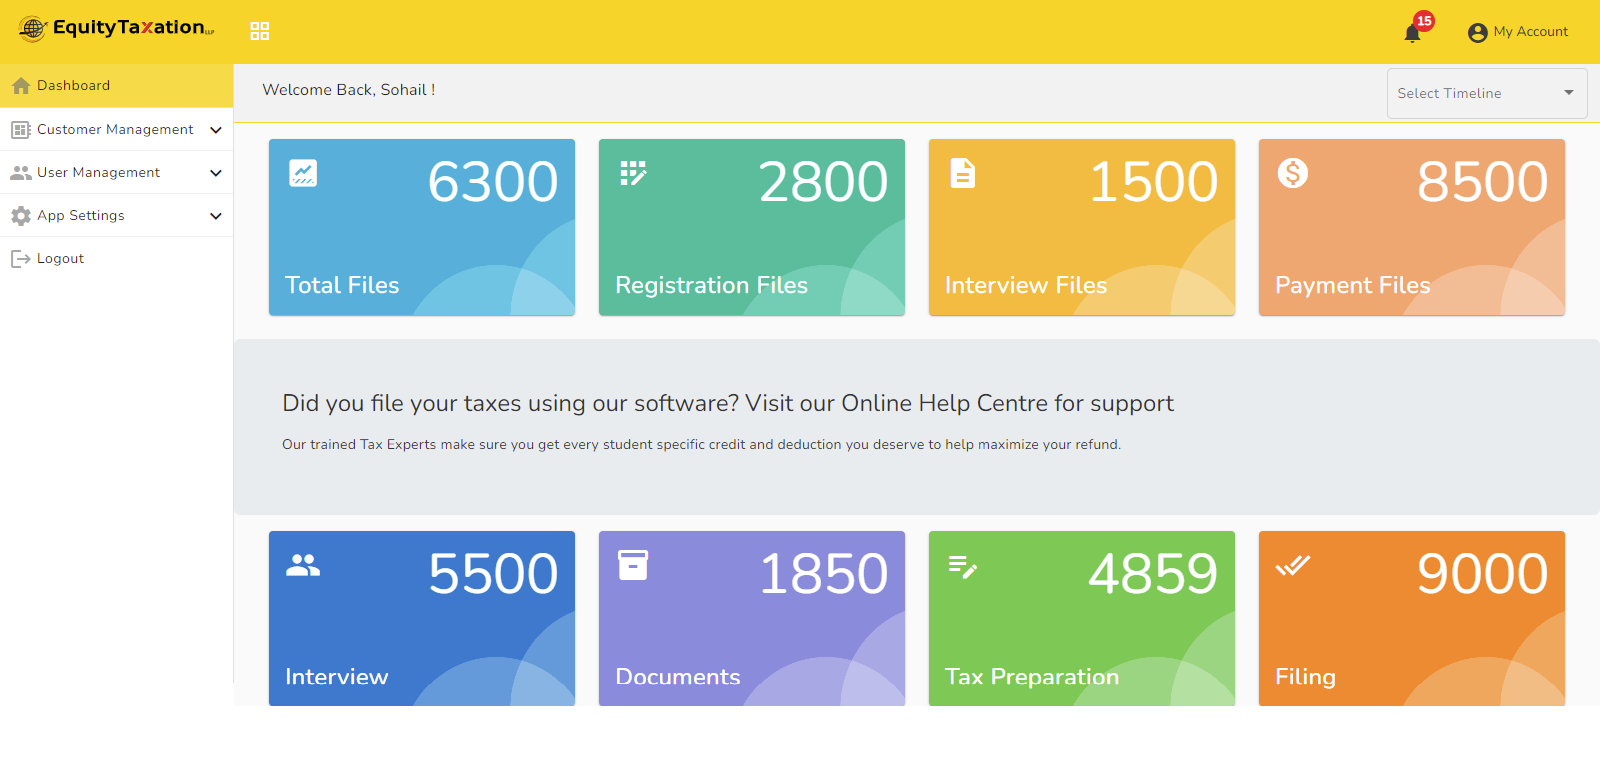 EquityTaxation LLP
15
My Account
Dashboard
Customer Management
User Management
App Settings
Logout
Welcome Back, Sohail !
Select Timeline
6300
Total Files
2800
Registration Files
1500
Interview Files
8500
Payment Files
Did you file your taxes using our software? Visit our Online Help Centre for support
Our trained Tax Experts make sure you get every student specific credit and deduction you deserve to help maximize your refund.
5500
Interview
1850
Documents
4859
Tax Preparation
9000
Filing